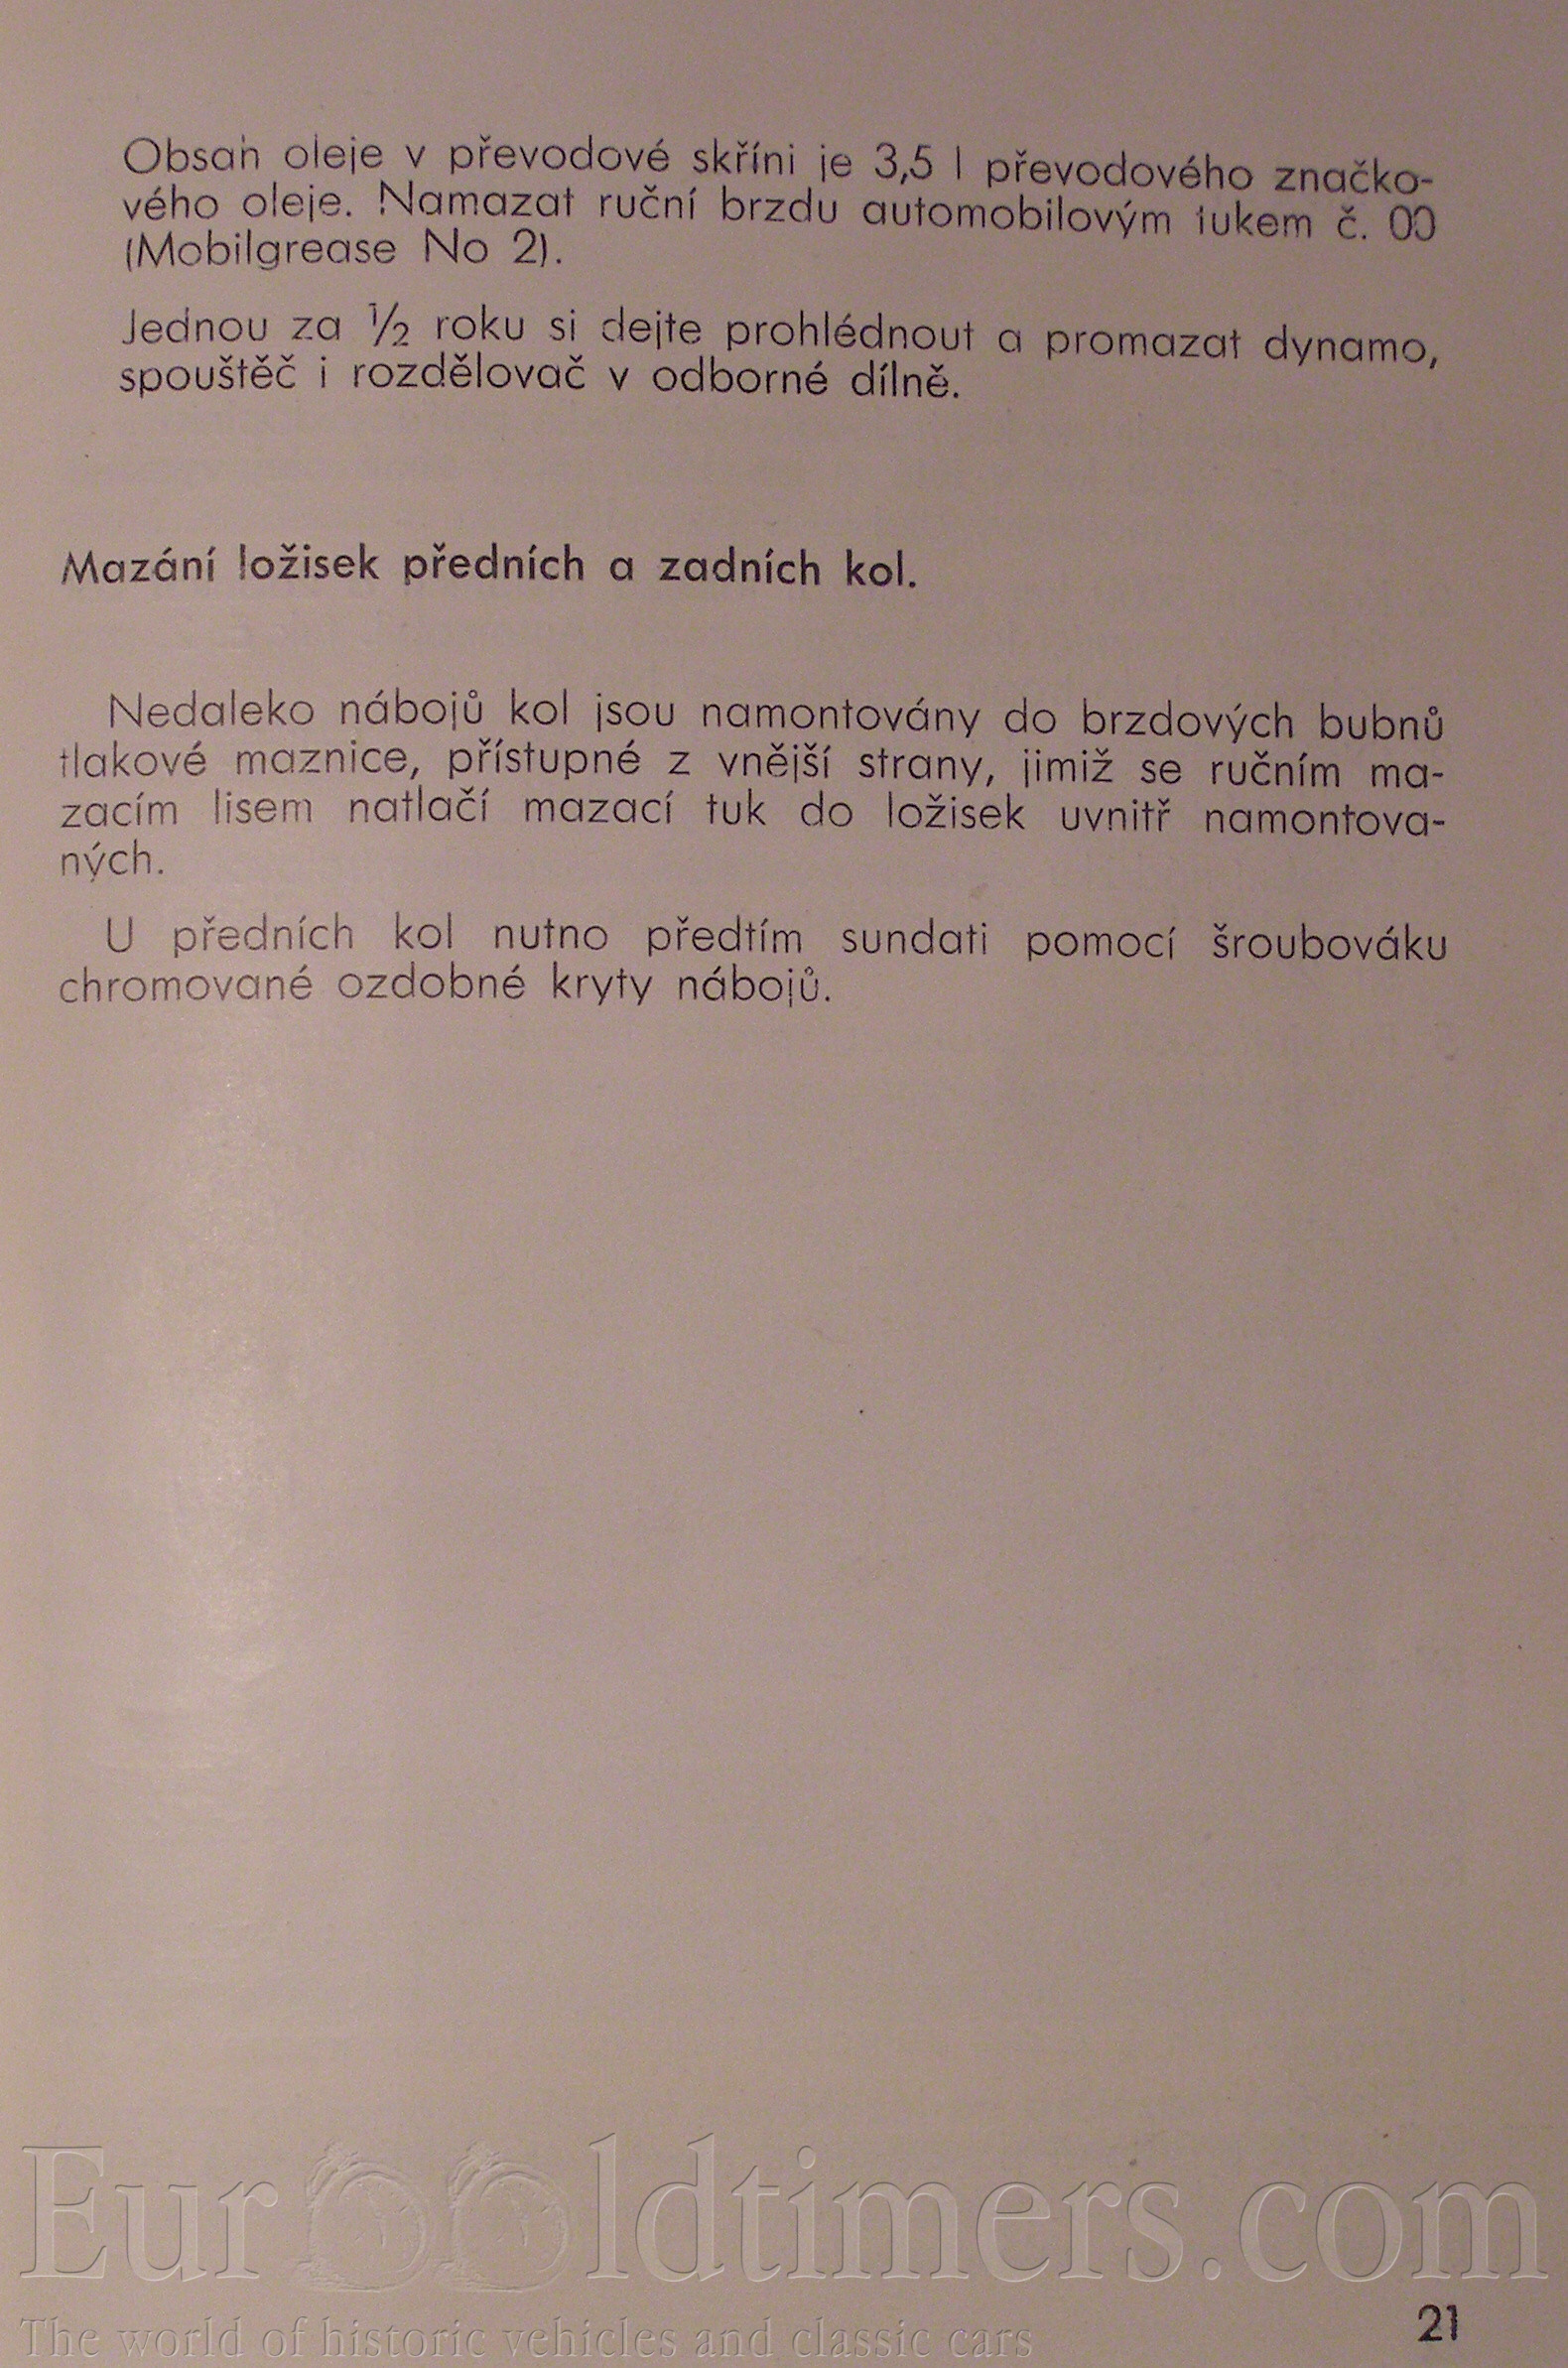 Obsah oleje v převodové skříni je 3,5 l převodového značko-
vého oleje. Namazat ruční brzdu automobilovým tukem č. 00
(Mobilgrease No 2).
Jednou za ½ roku si dejte prohlédnout a promazat dynamo,
spouštěč i rozdělovač v odborné dílně.
Mazání ložisek předních a zadních kol.
Nedaleko nábojů kol jsou namontovány do brzdových bubnů
tlakové maznice, přístupné z vnější strany, jimiž se ručním ma-
zacím lisem natlačí mazací tuk do ložisek uvnitř namontova-
ných.
U předních kol nutno předtím sundati pomocí šroubováku
chromované ozdobné kryty nábojů.
EurOOldtimers.com
The world of historic vehicles and classic cars
21